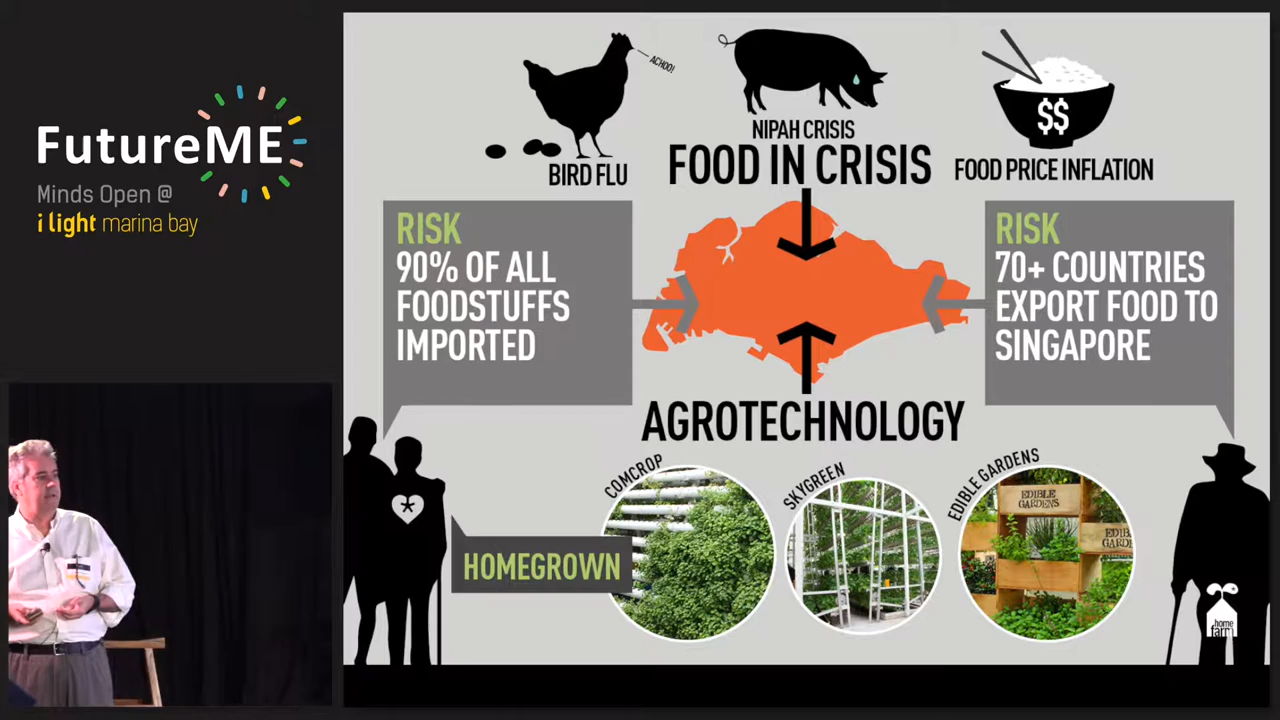 FutureME
Minds Open @
i light marina bay
ACHOO!
BIRD FLU
NIPAH CRISIS
FOOD IN CRISIS
$$
FOOD PRICE INFLATION
RISK
90% OF ALL
FOODSTUFFS
IMPORTED
RISK
70+ COUNTRIES
EXPORT FOOD TO
SINGAPORE
AGROTECHNOLOGY
COMCROP
SKYGREEN
EDIBLE GARDENS
EDIBLE
GARDENS
EDIBLE
GARDE
HOMEGROWN
home
farm